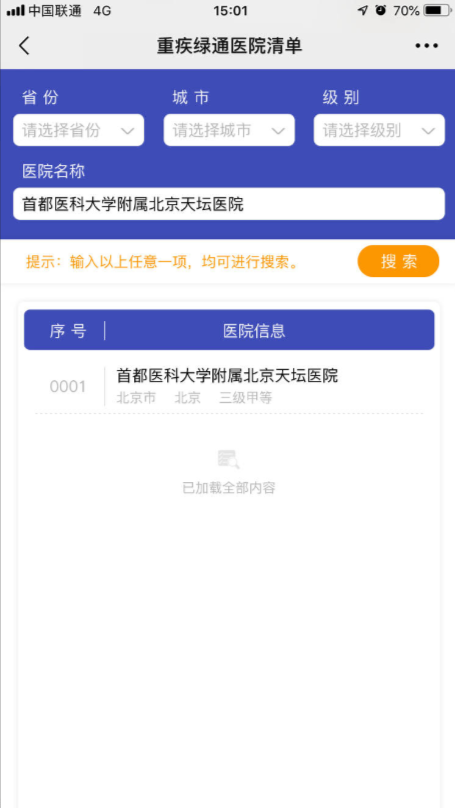 中国联通 4G 15:01 70%
重疾绿通医院清单
省 份 城 市 级 别
请选择省份 请选择城市 请选择级别
医院名称
首都医科大学附属北京天坛医院
提示：输入以上任意一项，均可进行搜索。 搜 索
序 号 医院信息
0001 首都医科大学附属北京天坛医院
北京市 北京 三级甲等
已加载全部内容